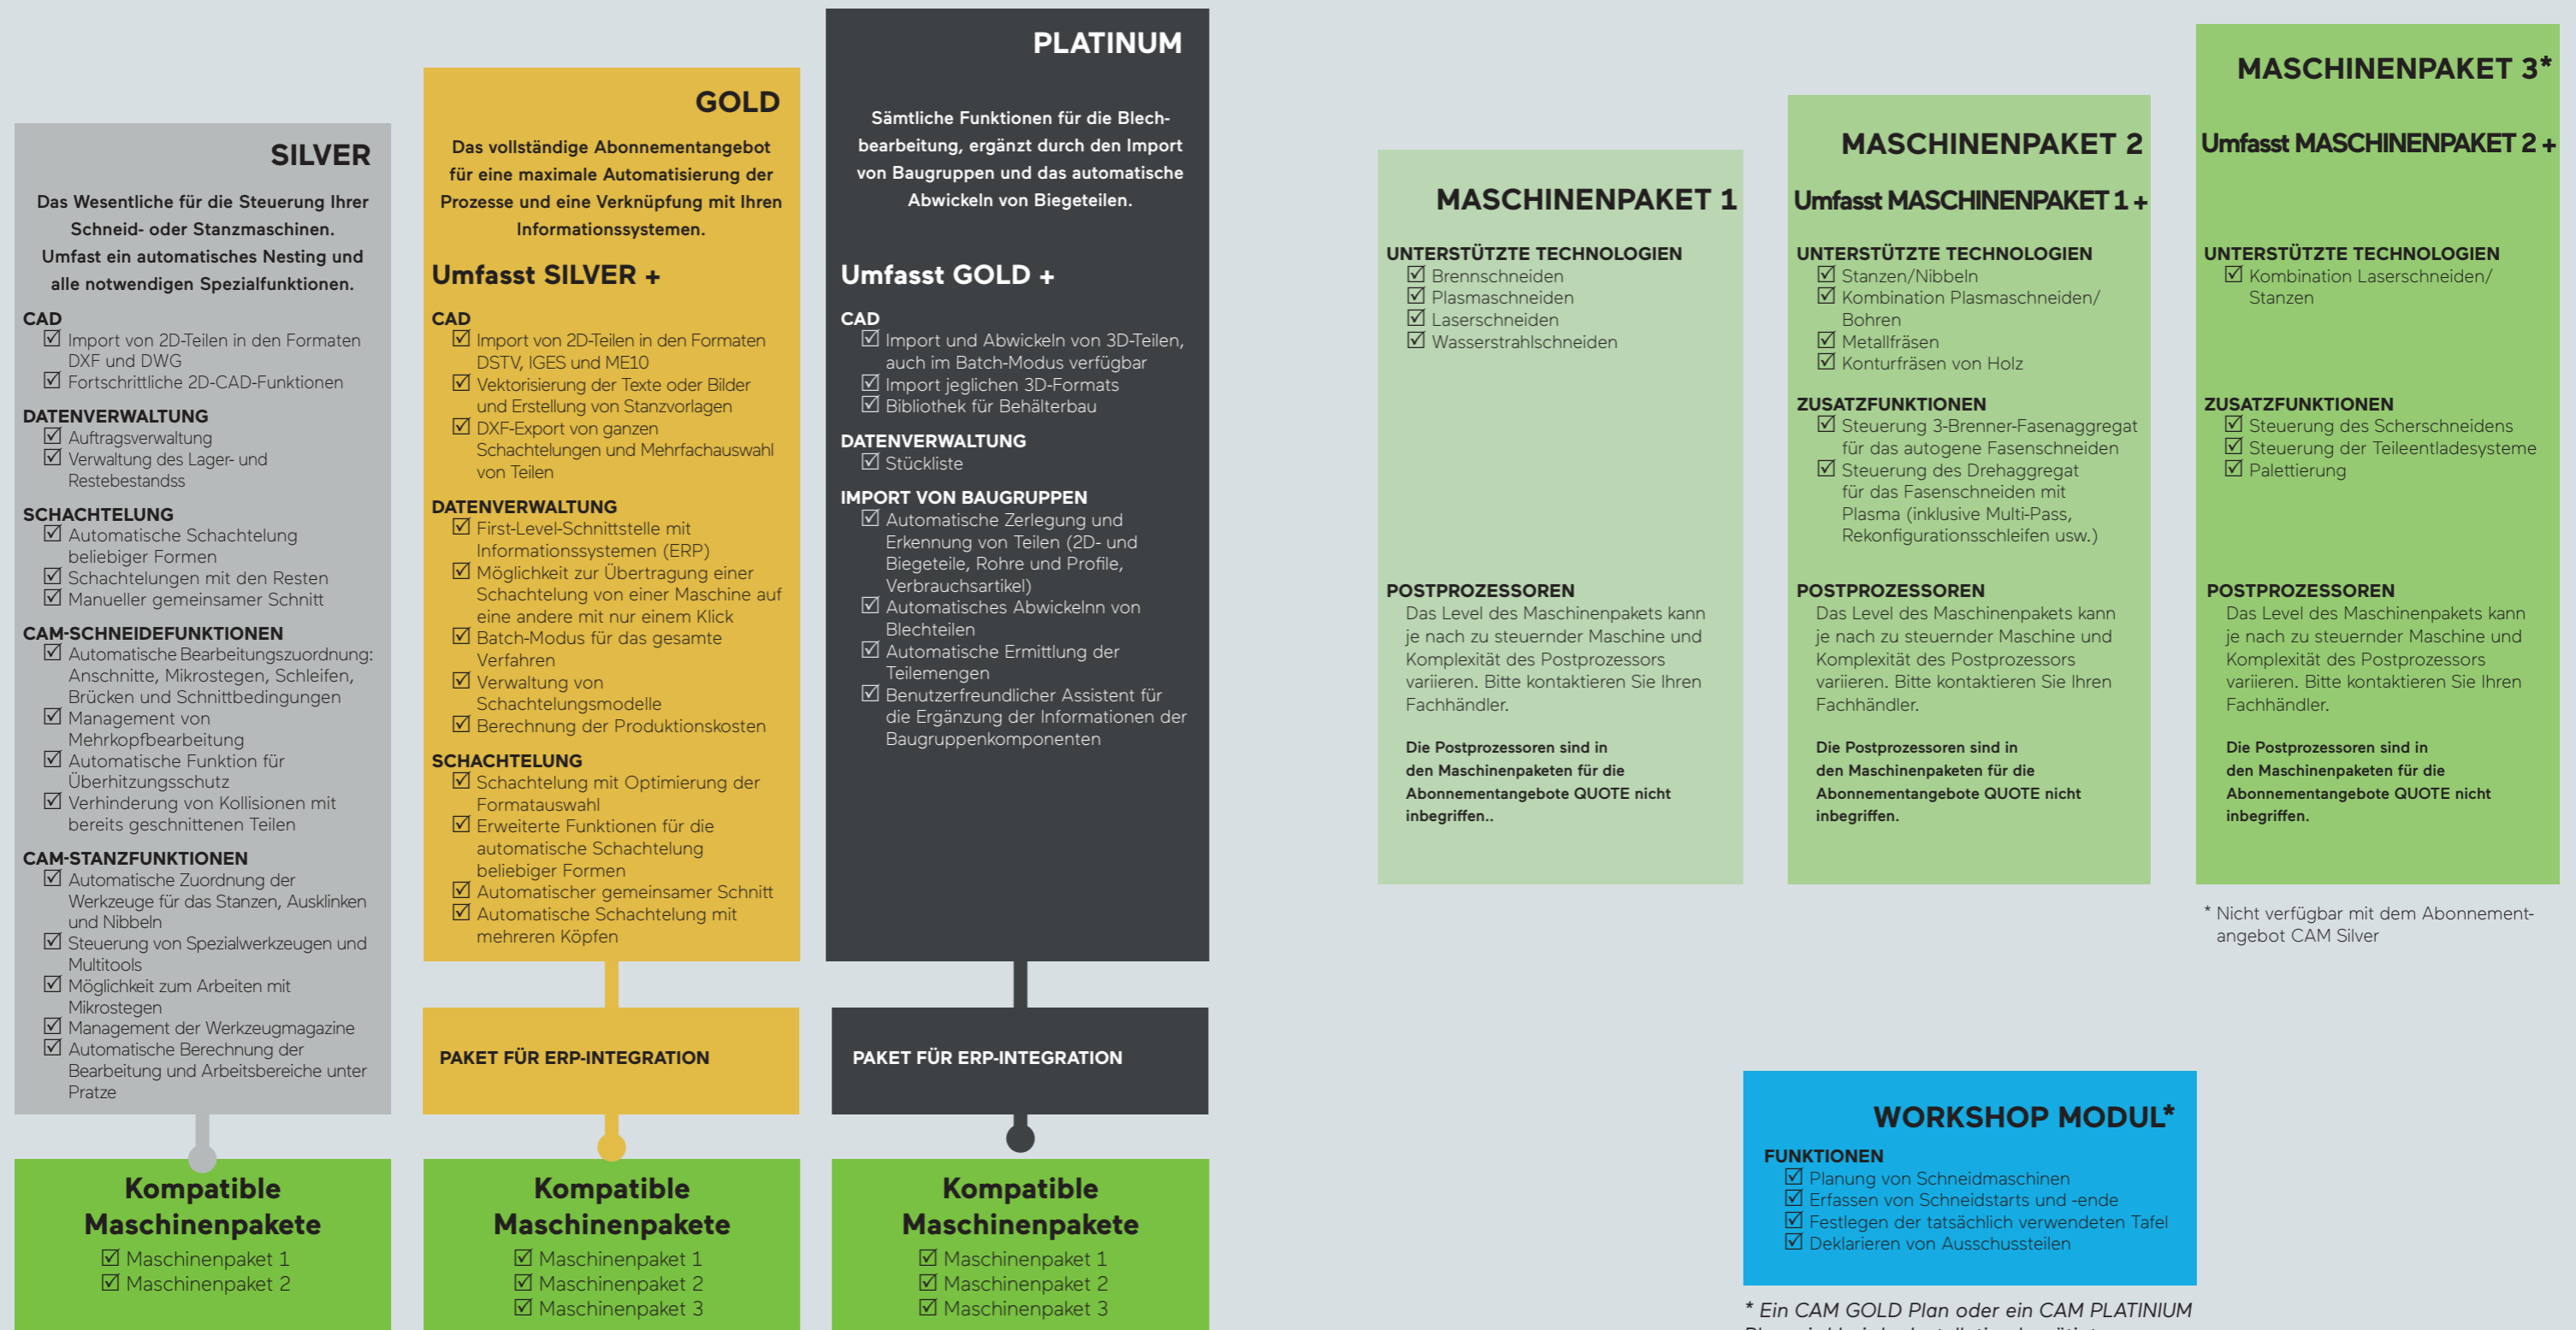 SILVER
Das Wesentliche für die Steuerung Ihrer
Schneid- oder Stanzmaschinen.
Umfast ein automatisches Nesting und
alle notwendigen Spezialfunktionen.
CAD
☑ Import von 2D-Teilen in den Formaten
DXF und DWG
☑ Fortschrittliche 2D-CAD-Funktionen
DATENVERWALTUNG
☑ Auftragsverwaltung
☑ Verwaltung des Lager- und
Restebestandss
SCHACHTELUNG
☑ Automatische Schachtelung
beliebiger Formen
☑ Schachtelungen mit den Resten
☑ Manueller gemeinsamer Schnitt
CAM-SCHNEIDEFUNKTIONEN
☑ Automatische Bearbeitungszuordnung:
Anschnitte, Mikrostegen, Schleifen,
Brücken und Schnittbedingungen
☑ Management von
Mehrkopfbearbeitung
☑ Automatische Funktion für
Überhitzungsschutz
☑ Verhinderung von Kollisionen mit
bereits geschnittenen Teilen
CAM-STANZFUNKTIONEN
☑ Automatische Zuordnung der
Werkzeuge für das Stanzen, Ausklinken
und Nibbeln
☑ Steuerung von Spezialwerkzeugen und
Multitools
☑ Möglichkeit zum Arbeiten mit
Mikrostegen
☑ Management der Werkzeugmagazine
☑ Automatische Berechnung der
Bearbeitung und Arbeitsbereiche unter
Pratze
Kompatible
Maschinenpakete
☑ Maschinenpaket 1
☑ Maschinenpaket 2
GOLD
Das vollständige Abonnementangebot
für eine maximale Automatisierung der
Prozesse und eine Verknüpfung mit Ihren
Informationssystemen.
Umfasst SILVER +
CAD
☑ Import von 2D-Teilen in den Formaten
DSTV, IGES und ME10
☑ Vektorisierung der Texte oder Bilder
und Erstellung von Stanzvorlagen
☑ DXF-Export von ganzen
Schachtelungen und Mehrfachauswahl
von Teilen
DATENVERWALTUNG
☑ First-Level-Schnittstelle mit
Informationssystemen (ERP)
☑ Möglichkeit zur Übertragung einer
Schachtelung von einer Maschine auf
eine andere mit nur einem Klick
☑ Batch-Modus für das gesamte
Verfahren
☑ Verwaltung von
Schachtelungsmodelle
☑ Berechnung der Produktionskosten
SCHACHTELUNG
☑ Schachtelung mit Optimierung der
Formatauswahl
☑ Erweiterte Funktionen für die
automatische Schachtelung
beliebiger Formen
☑ Automatischer gemeinsamer Schnitt
☑ Automatische Schachtelung mit
mehreren Köpfen
PAKET FÜR ERP-INTEGRATION
Kompatible
Maschinenpakete
☑ Maschinenpaket 1
☑ Maschinenpaket 2
☑ Maschinenpaket 3
PLATINUM
Sämtliche Funktionen für die Blech-
bearbeitung, ergänzt durch den Import
von Baugruppen und das automatische
Abwickeln von Biegeteilen.
Umfasst GOLD +
CAD
☑ Import und Abwickeln von 3D-Teilen,
auch im Batch-Modus verfügbar
☑ Import jeglichen 3D-Formats
☑ Bibliothek für Behälterbau
DATENVERWALTUNG
☑ Stückliste
IMPORT VON BAUGRUPPEN
☑ Automatische Zerlegung und
Erkennung von Teilen (2D- und
Biegeteile, Rohre und Profile,
Verbrauchsartikel)
☑ Automatisches Abwickelnn von
Blechteilen
☑ Automatische Ermittlung der
Teilemengen
☑ Benutzerfreundlicher Assistent für
die Ergänzung der Informationen der
Baugruppenkomponenten
PAKET FÜR ERP-INTEGRATION
Kompatible
Maschinenpakete
☑ Maschinenpaket 1
☑ Maschinenpaket 2
☑ Maschinenpaket 3
MASCHINENPAKET 1
UNTERSTÜTZTE TECHNOLOGIEN
☑ Brennschneiden
☑ Plasmaschneiden
☑ Laserschneiden
☑ Wasserstrahlschneiden
POSTPROZESSOREN
Das Level des Maschinenpakets kann
je nach zu steuernder Maschine und
Komplexität des Postprozessors
variieren. Bitte kontaktieren Sie Ihren
Fachhändler.
Die Postprozessoren sind in
den Maschinenpaketen für die
Abonnementangebote QUOTE nicht
inbegriffen..
MASCHINENPAKET 2
Umfasst MASCHINENPAKET 1 +
UNTERSTÜTZTE TECHNOLOGIEN
☑ Stanzen/Nibbeln
☑ Kombination Plasmaschneiden/
Bohren
☑ Metallfräsen
☑ Konturfräsen von Holz
ZUSATZFUNKTIONEN
☑ Steuerung 3-Brenner-Fasenaggregat
für das autogene Fasenschneiden
☑ Steuerung des Drehaggregat
für das Fasenschneiden mit
Plasma (inklusive Multi-Pass,
Rekonfigurationsschleifen usw.)
POSTPROZESSOREN
Das Level des Maschinenpakets kann
je nach zu steuernder Maschine und
Komplexität des Postprozessors
variieren. Bitte kontaktieren Sie Ihren
Fachhändler.
Die Postprozessoren sind in
den Maschinenpaketen für die
Abonnementangebote QUOTE nicht
inbegriffen.
MASCHINENPAKET 3*
Umfasst MASCHINENPAKET 2 +
UNTERSTÜTZTE TECHNOLOGIEN
☑ Kombination Laserschneiden/
Stanzen
ZUSATZFUNKTIONEN
☑ Steuerung des Scherschneidens
☑ Steuerung der Teileentladesysteme
☑ Palettierung
POSTPROZESSOREN
Das Level des Maschinenpakets kann
je nach zu steuernder Maschine und
Komplexität des Postprozessors
variieren. Bitte kontaktieren Sie Ihren
Fachhändler.
Die Postprozessoren sind in
den Maschinenpaketen für die
Abonnementangebote QUOTE nicht
inbegriffen.
* Nicht verfügbar mit dem Abonnement-
angebot CAM Silver
WORKSHOP MODUL*
FUNKTIONEN
☑ Planung von Schneidmaschinen
☑ Erfassen von Schneidstarts und -ende
☑ Festlegen der tatsächlich verwendeten Tafel
☑ Deklarieren von Ausschussteilen
* Ein CAM GOLD Plan oder ein CAM PLATINIUM